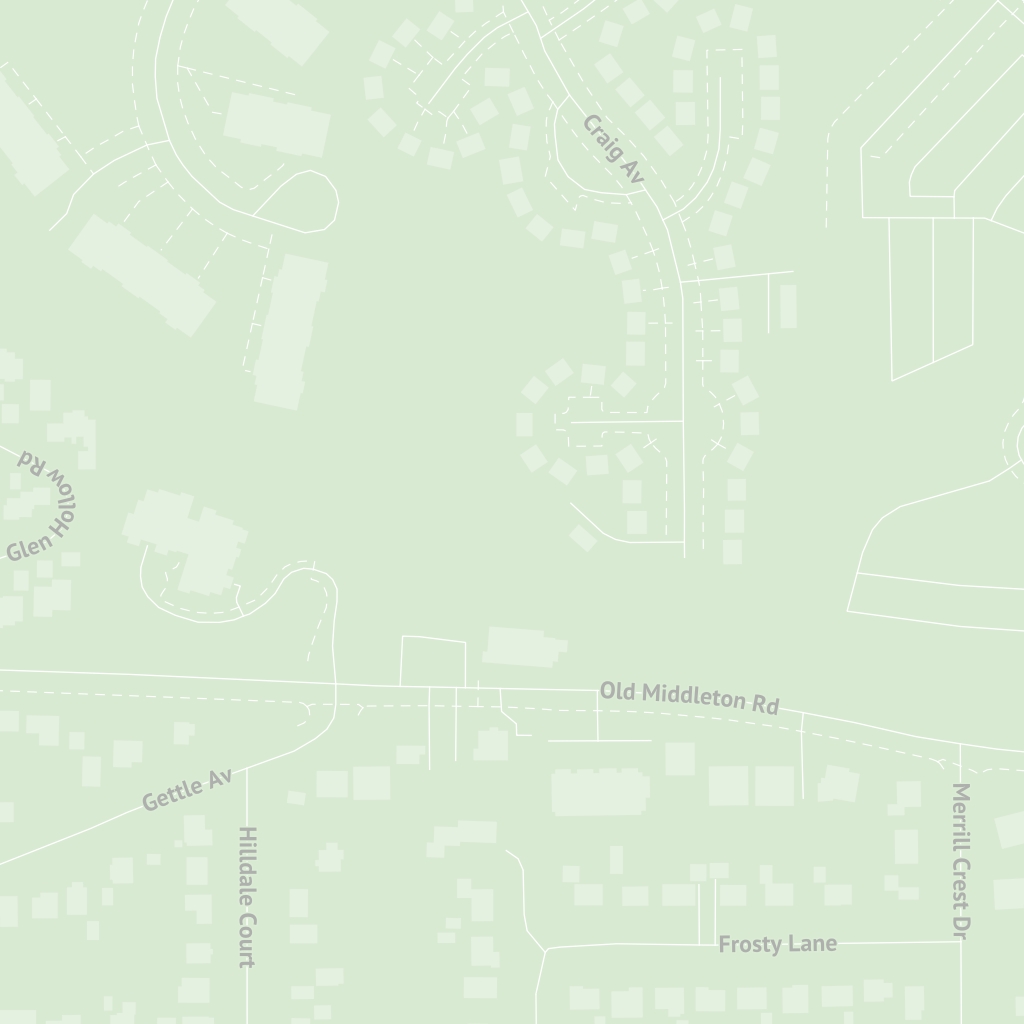 Craig Av
Glen Hollow Rd
Old Middleton Rd
Gettle Av
Hilldale Court
Merrill Crest Dr
Frosty Lane